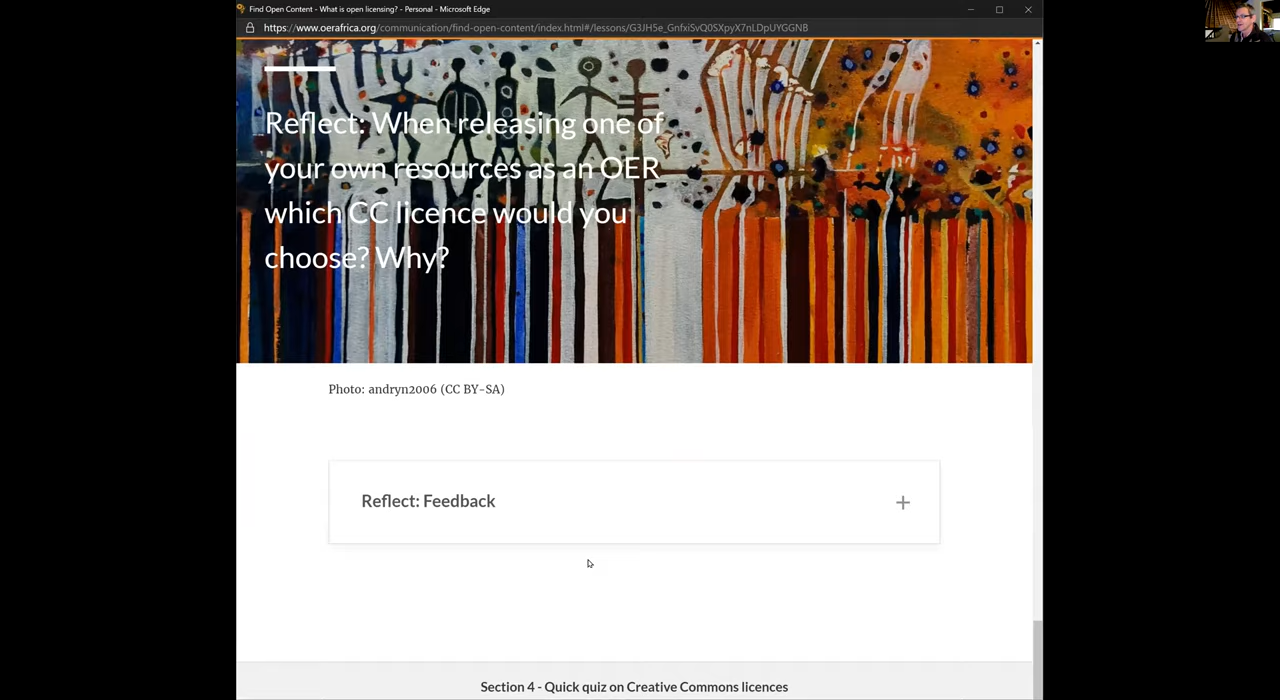 Find Open Content - What is open licensing? - Personal - Microsoft Edge
https://www.oerafrica.org/communication/find-open-content/index.html#/lessons/G3JH5e_GnfxiSvQ0SXpyX7nLDpUYGGNB
Reflect: When releasing one of
your own resources as an OER
which CC licence would you
choose? Why?
Photo: andryn2006 (CC BY-SA)
Reflect: Feedback
Section 4 - Quick quiz on Creative Commons licences